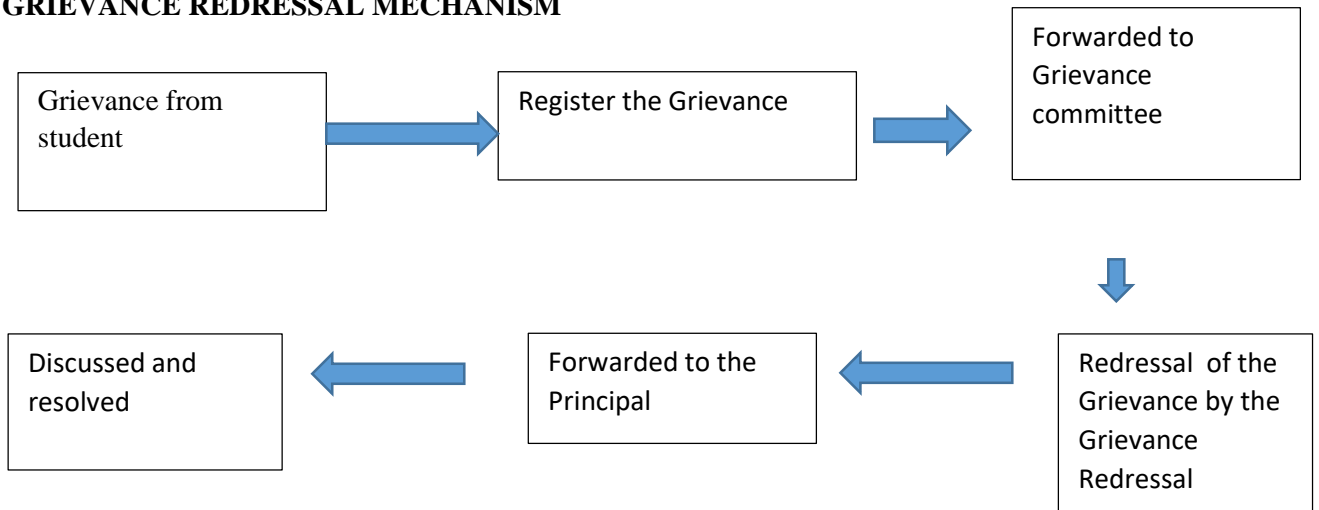 GRIEVANCE REDRESSAL MECHANISM
Grievance from
student
Register the Grievance
Forwarded to
Grievance
committee
Redressal of the
Grievance by the
Grievance
Redressal
Forwarded to the
Principal
Discussed and
resolved